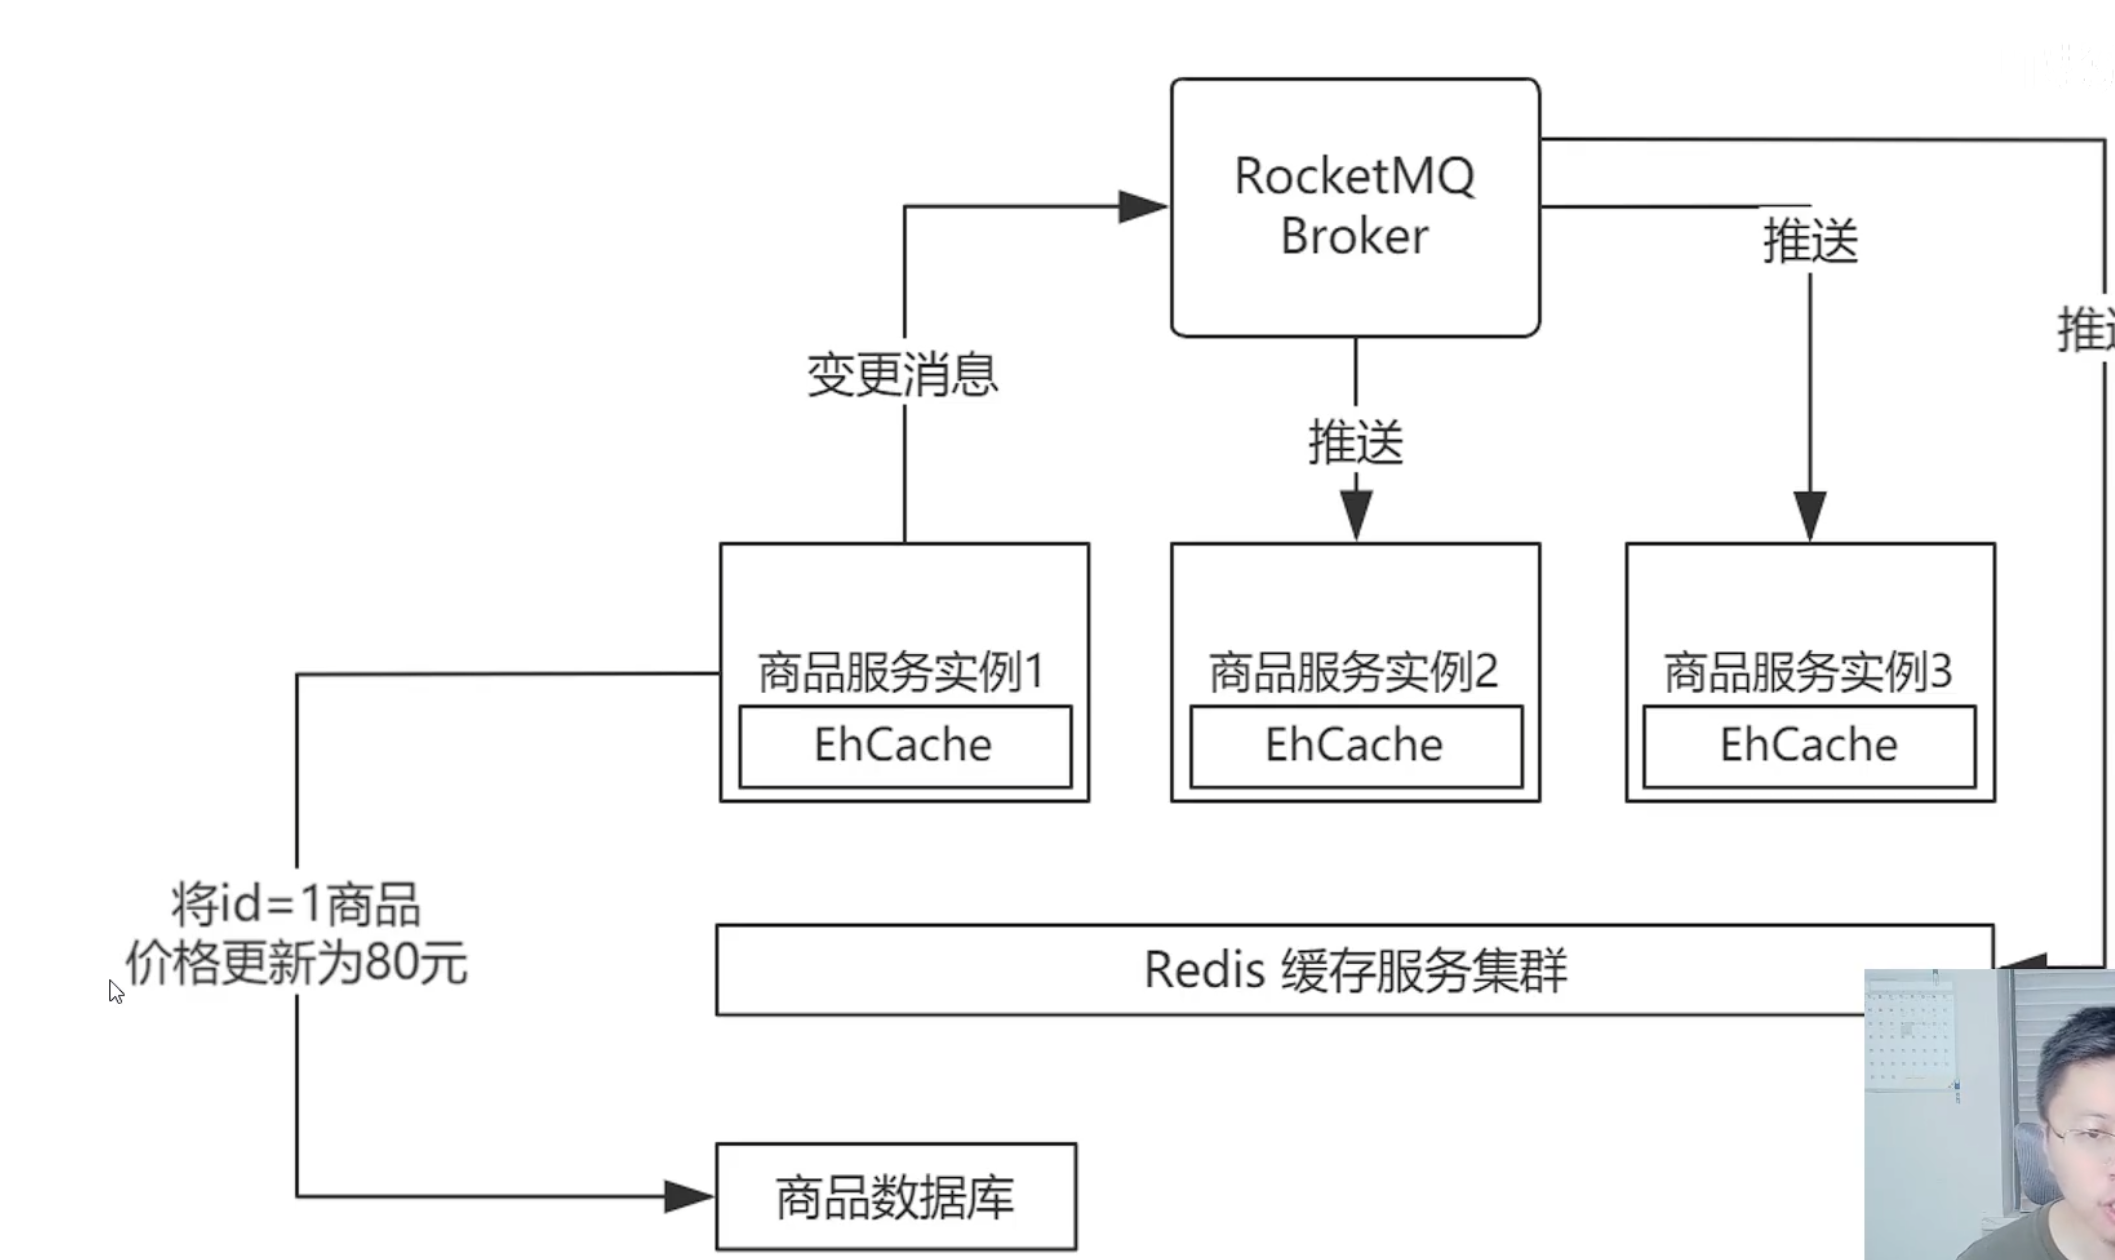 RocketMQ
Broker
推送
推
变更消息
推送
商品服务实例1
EhCache
商品服务实例2
EhCache
商品服务实例3
EhCache
将id=1商品
价格更新为80元
Redis 缓存服务集群
商品数据库